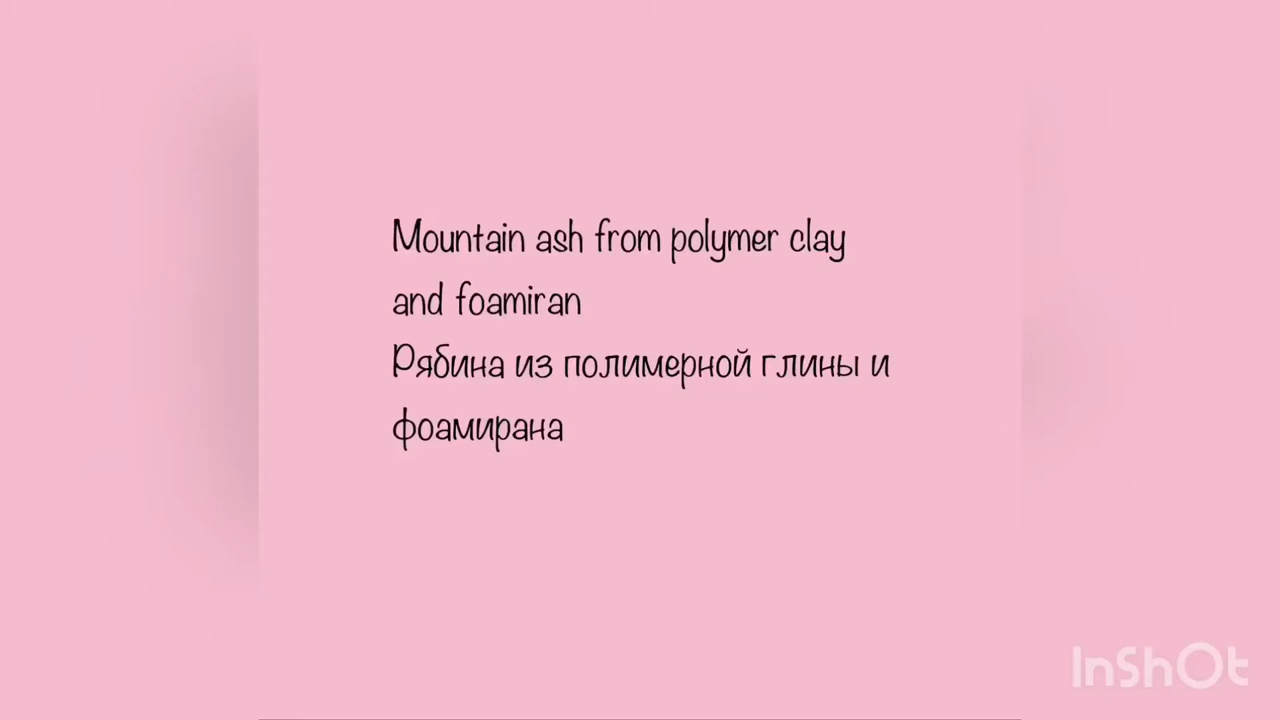 Mountain ash from polymer clay
and foamiran
Рябина из полимерной глины и
фоамирана
InShOt